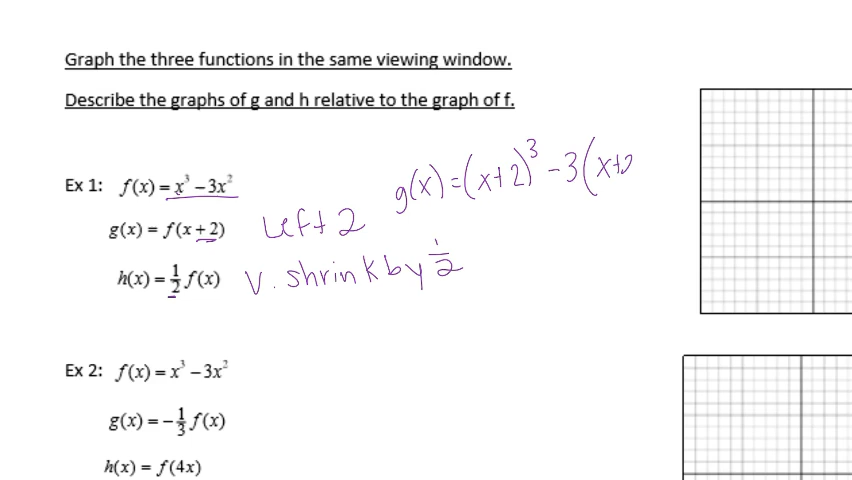 Graph the three functions in the same viewing window.
Describe the graphs of g and h relative to the graph of f.
g(x) = (x+2)³ − 3(x+2
Ex 1: f(x) = x³ − 3x²
g(x) = f(x + 2) Left 2
h(x) = ½ f(x) V. shrink by ½
Ex 2: f(x) = x³ − 3x²
g(x) = −⅓ f(x)
h(x) = f(4x)